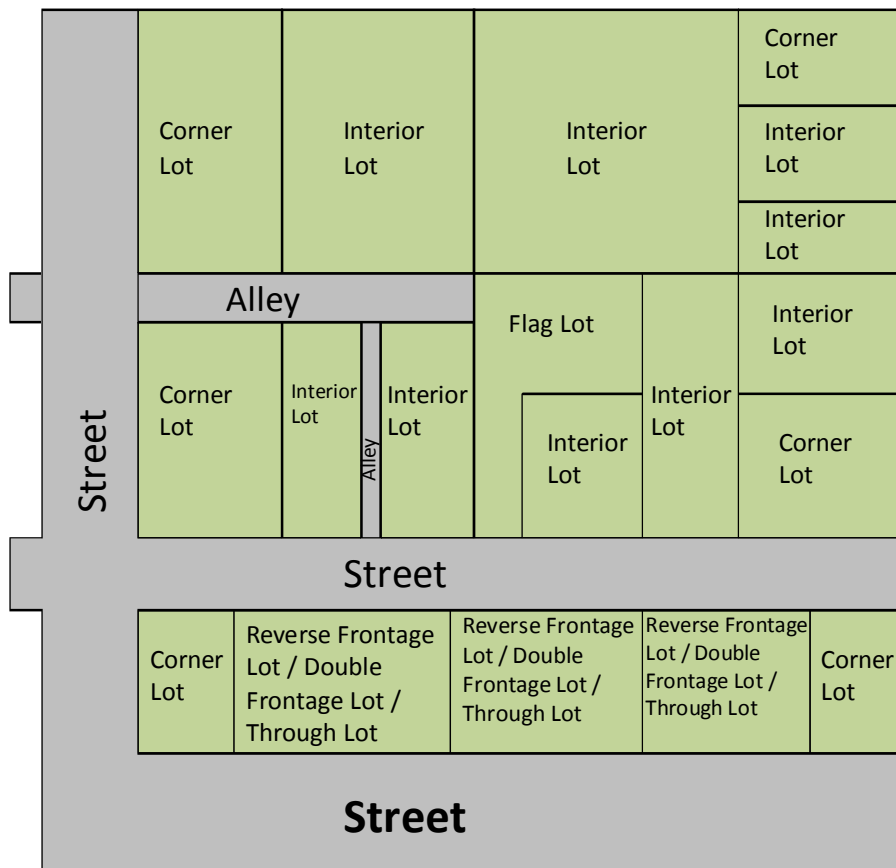 Corner
Lot
Interior
Lot
Interior
Lot
Corner
Lot
Interior
Lot
Interior
Lot
Alley
Flag Lot
Interior
Lot
Corner
Lot
Interior
Lot
Alley
Interior
Lot
Interior
Lot
Interior
Lot
Corner
Lot
Street
Street
Corner
Lot
Reverse Frontage
Lot / Double
Frontage Lot /
Through Lot
Reverse Frontage
Lot / Double
Frontage Lot /
Through Lot
Reverse Frontage
Lot / Double
Frontage Lot /
Through Lot
Corner
Lot
Street